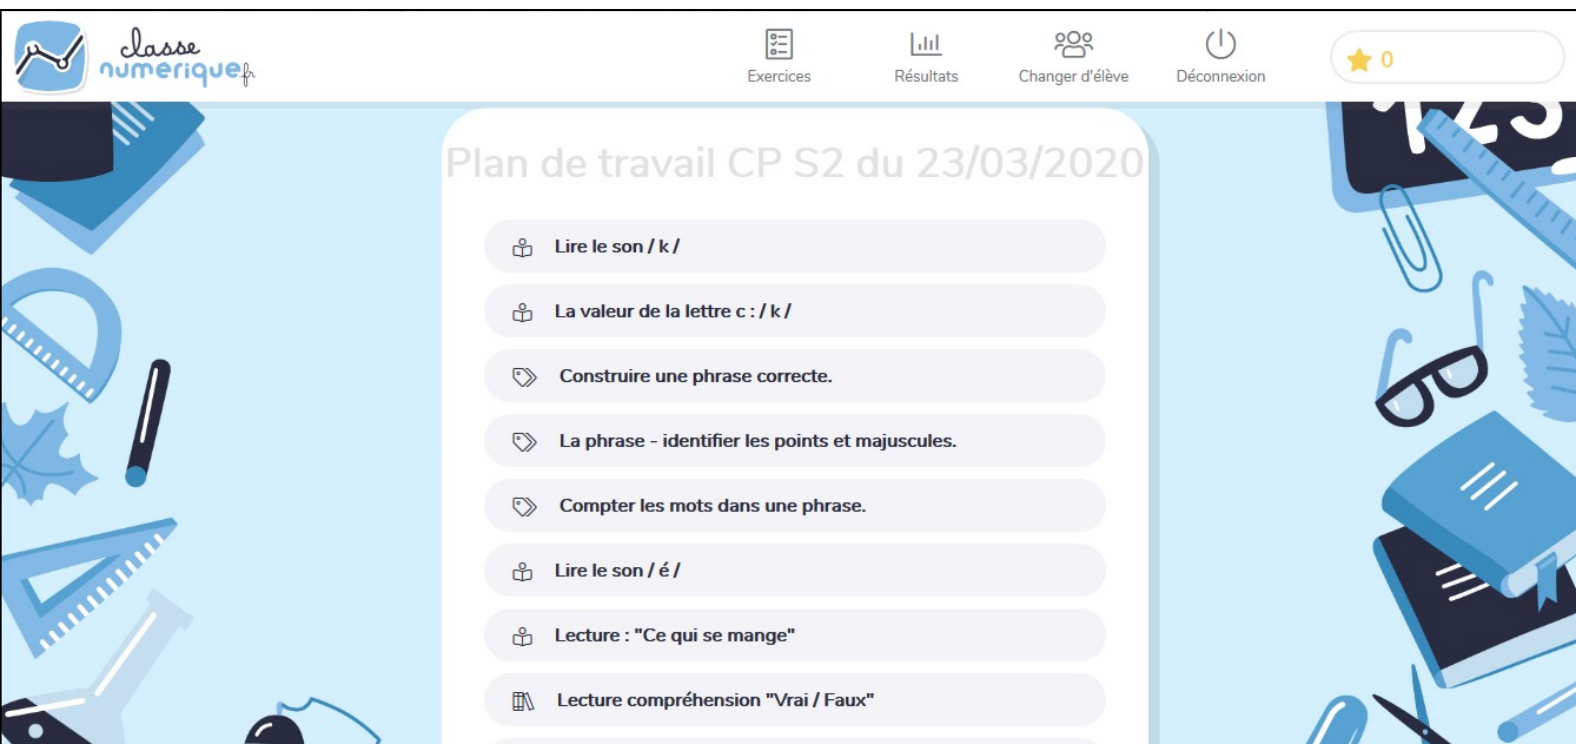 classe
numérique.fr
Exercices
Résultats
Changer d'élève
Déconnexion
0
123
Plan de travail CP S2 du 23/03/2020
Lire le son / k /
La valeur de la lettre c : / k /
Construire une phrase correcte.
La phrase - identifier les points et majuscules.
Compter les mots dans une phrase.
Lire le son / é /
Lecture : "Ce qui se mange"
Lecture compréhension "Vrai / Faux"